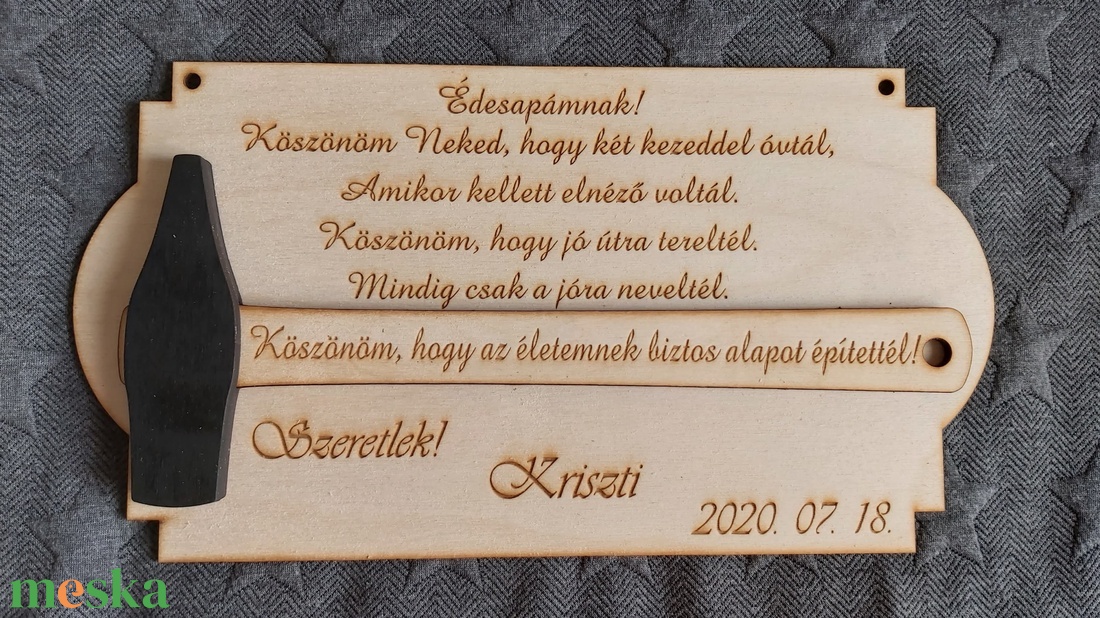 Édesapámnak!
Köszönöm Neked, hogy két kezeddel óvtál,
Amikor kellett elnéző voltál.
Köszönöm, hogy jó útra tereltél.
Mindig csak a jóra neveltél.
Köszönöm, hogy az életemnek biztos alapot építettél!
Szeretlek!
Kriszti
2020. 07. 18.
meska